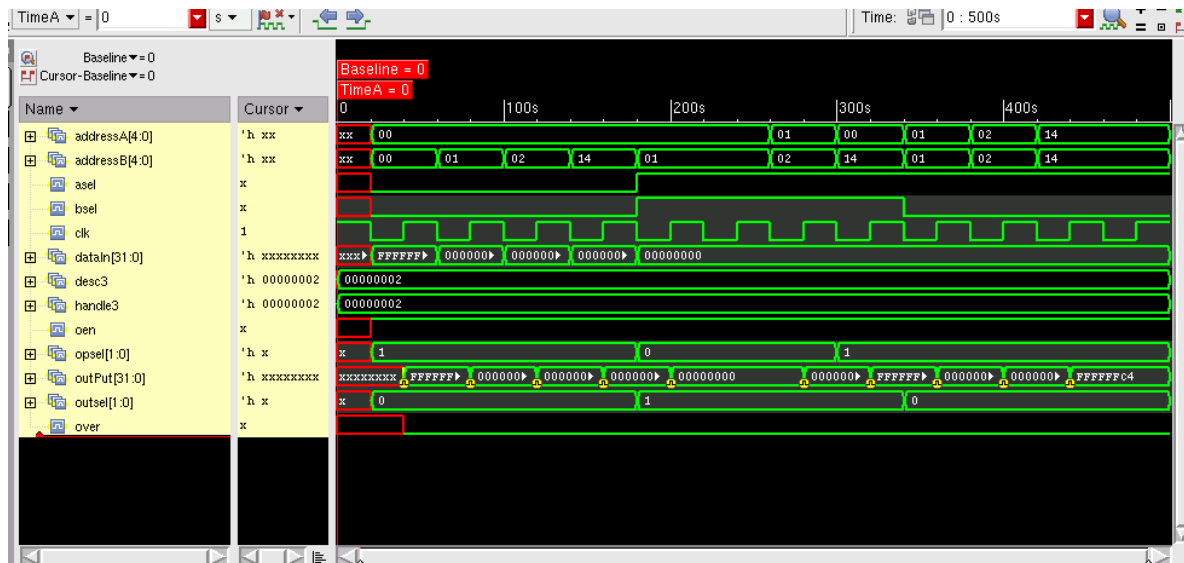 TimeA = 0 s Time: 0 : 500s
Baseline = 0
Cursor-Baseline = 0
Baseline = 0
TimeA = 0
Name Cursor 0 100s 200s 300s 400s
addressA[4:0] 'h xx xx 00 01 00 01 02 14
addressB[4:0] 'h xx xx 00 01 02 14 01 02 14 01 02 14
asel x
bsel x
clk 1
dataIn[31:0] 'h xxxxxxxx xxx FFFFFF 000000 000000 000000 00000000
desc3 'h 00000002 00000002
handle3 'h 00000002 00000002
oen x
opsel[1:0] 'h x x 1 0 1
outPut[31:0] 'h xxxxxxxx xxxxxxxx FFFFFF 000000 000000 000000 00000000 000000 FFFFFF 000000 000000 FFFFFFC4
outsel[1:0] 'h x x 0 1 0
over x